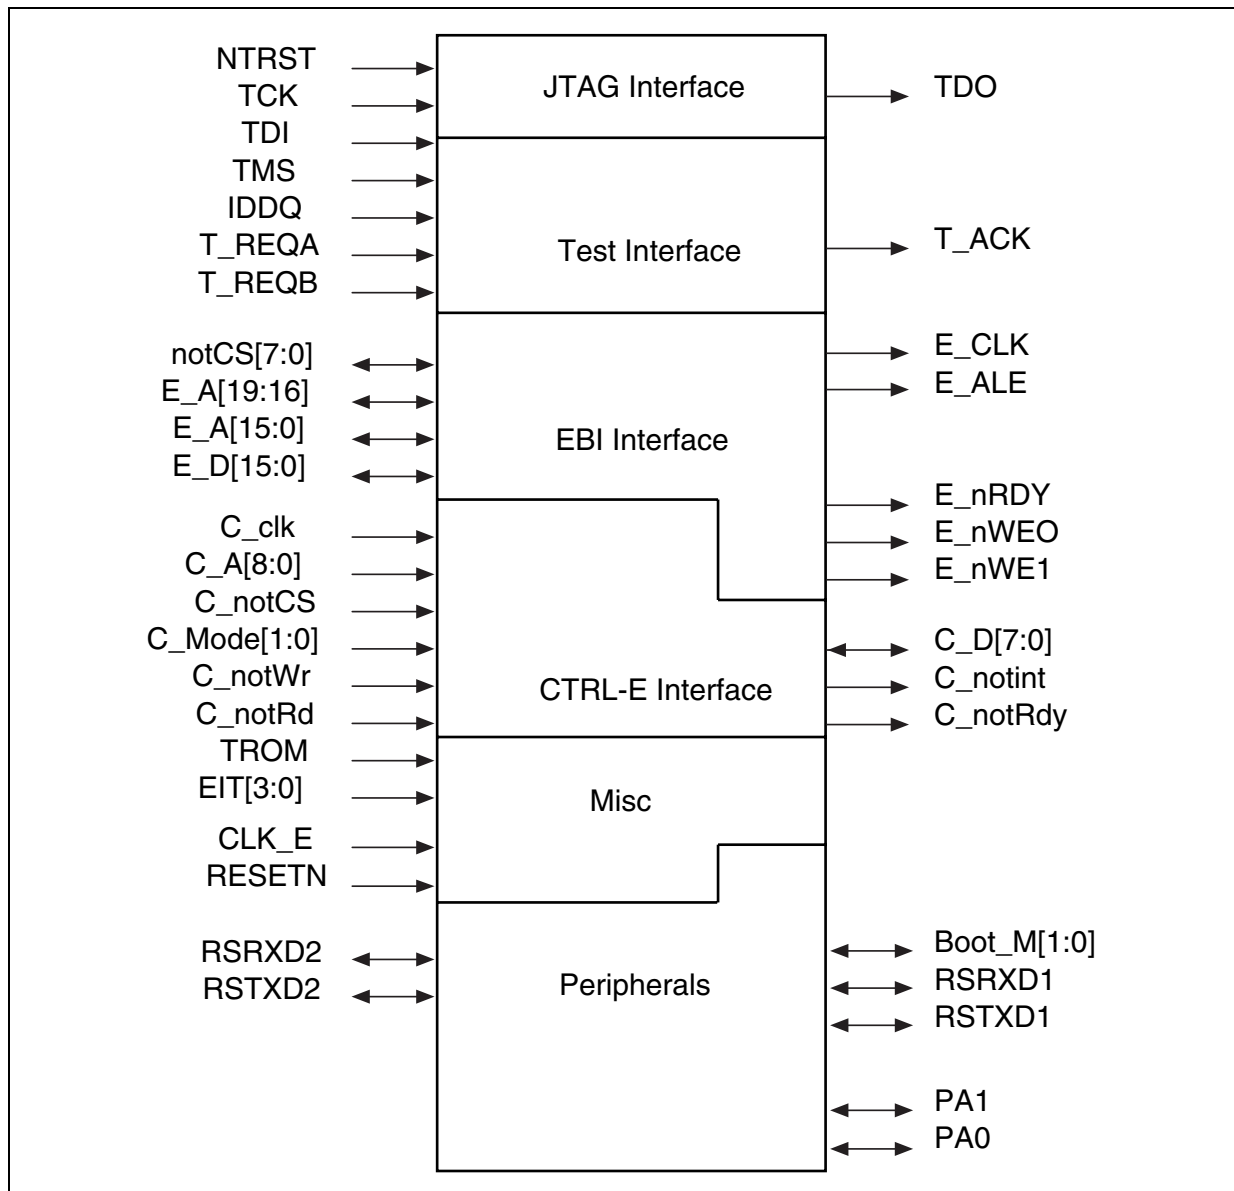 NTRST
TCK
TDI
TMS
IDDQ
T_REQA
T_REQB
notCS[7:0]
E_A[19:16]
E_A[15:0]
E_D[15:0]
C_clk
C_A[8:0]
C_notCS
C_Mode[1:0]
C_notWr
C_notRd
TROM
EIT[3:0]
CLK_E
RESETN
RSRXD2
RSTXD2
JTAG Interface
Test Interface
EBI Interface
CTRL-E Interface
Misc
Peripherals
TDO
T_ACK
E_CLK
E_ALE
E_nRDY
E_nWEO
E_nWE1
C_D[7:0]
C_notint
C_notRdy
Boot_M[1:0]
RSRXD1
RSTXD1
PA1
PA0